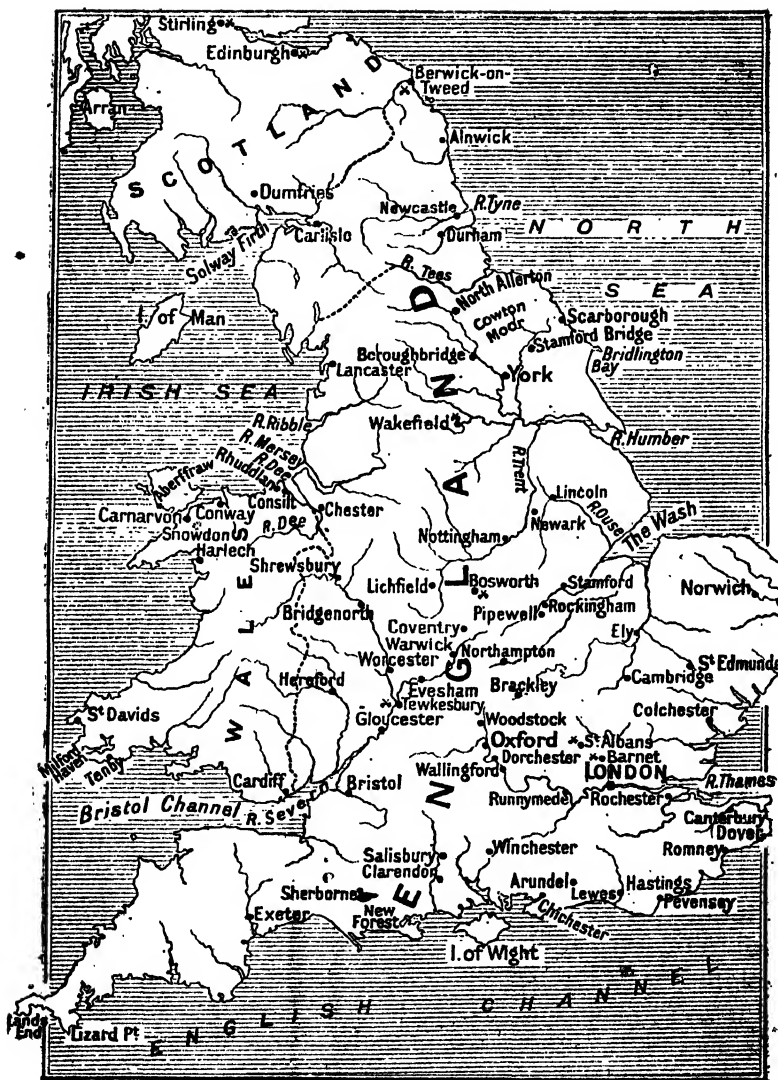 Stirling
Edinburgh
Berwick-on-
Tweed
Arran
SCOTLAND
Alnwick
Dumfries
Newcastle
R. Tyne
NORTH
Carlisle
Durham
Solway Firth
R. Tees
SEA
North Allerton
I. of Man
Cowton
Moor
Scarborough
Stamford Bridge
Boroughbridge
Bridlington
Bay
Lancaster
York
IRISH SEA
R. Ribble
Wakefield
R. Mersey
R. Humber
R. Dee
Rhuddlan
Aberffraw
R. Trent
Consilt
Lincoln
Carnarvon
Conway
Chester
R. Ouse
The Wash
Snowdon
R. Dee
Newark
Harlech
Nottingham
Shrewsbury
Lichfield
Bosworth
Stamford
Norwich
Bridgenorth
Pipewell
Rockingham
Coventry
Ely
Warwick
Northampton
Worcester
St Edmunds
Hereford
Evesham
Brackley
Cambridge
St Davids
Tewkesbury
Colchester
Gloucester
Woodstock
WALES
Milford
Haven
Tenby
Oxford
St Albans
Dorchester
Barnet
Cardiff
Wallingford
LONDON
Bristol
R. Thames
Bristol Channel
R. Severn
Runnymede
Rochester
Canterbury
Dover
Salisbury
Winchester
Romney
Clarendon
Sherborne
Arundel
Lewes
Hastings
ENGLAND
Pevensey
Exeter
New
Forest
Chichester
I. of Wight
Lands
End
Lizard Pt.
ENGLISH CHANNEL